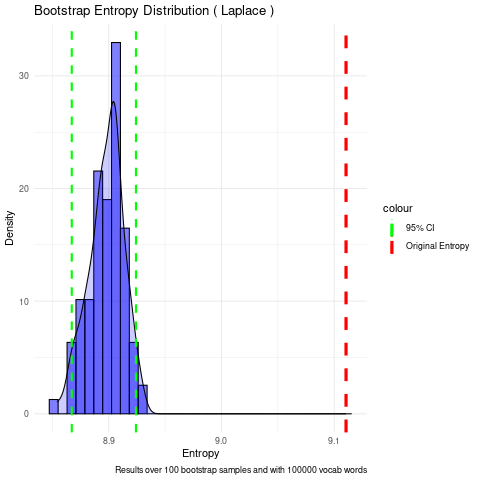 Bootstrap Entropy Distribution ( Laplace )
30
20
10
0
Density
8.9
9.0
9.1
Entropy
colour
95% CI
Original Entropy
Results over 100 bootstrap samples and with 100000 vocab words